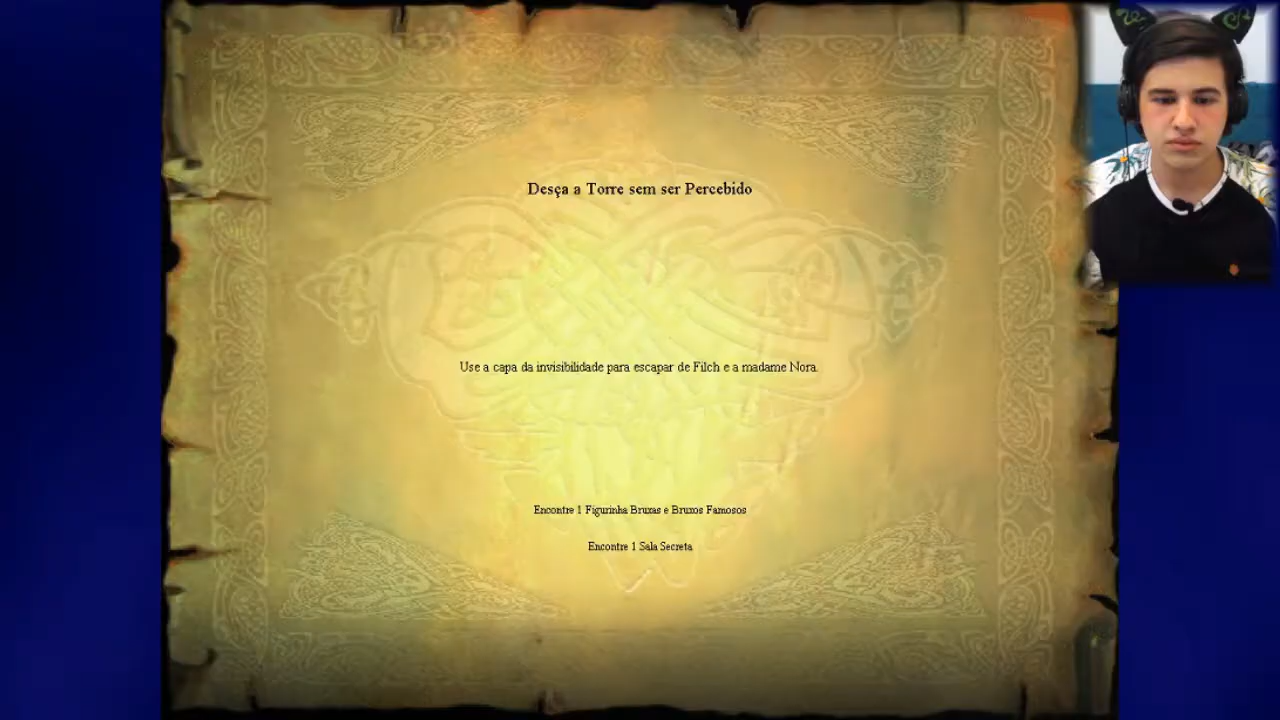 Desça a Torre sem ser Percebido
Use a capa da invisibilidade para escapar de Filch e a madame Nora.
Encontre 1 Figurinha Bruxas e Bruxos Famosos
Encontre 1 Sala Secreta